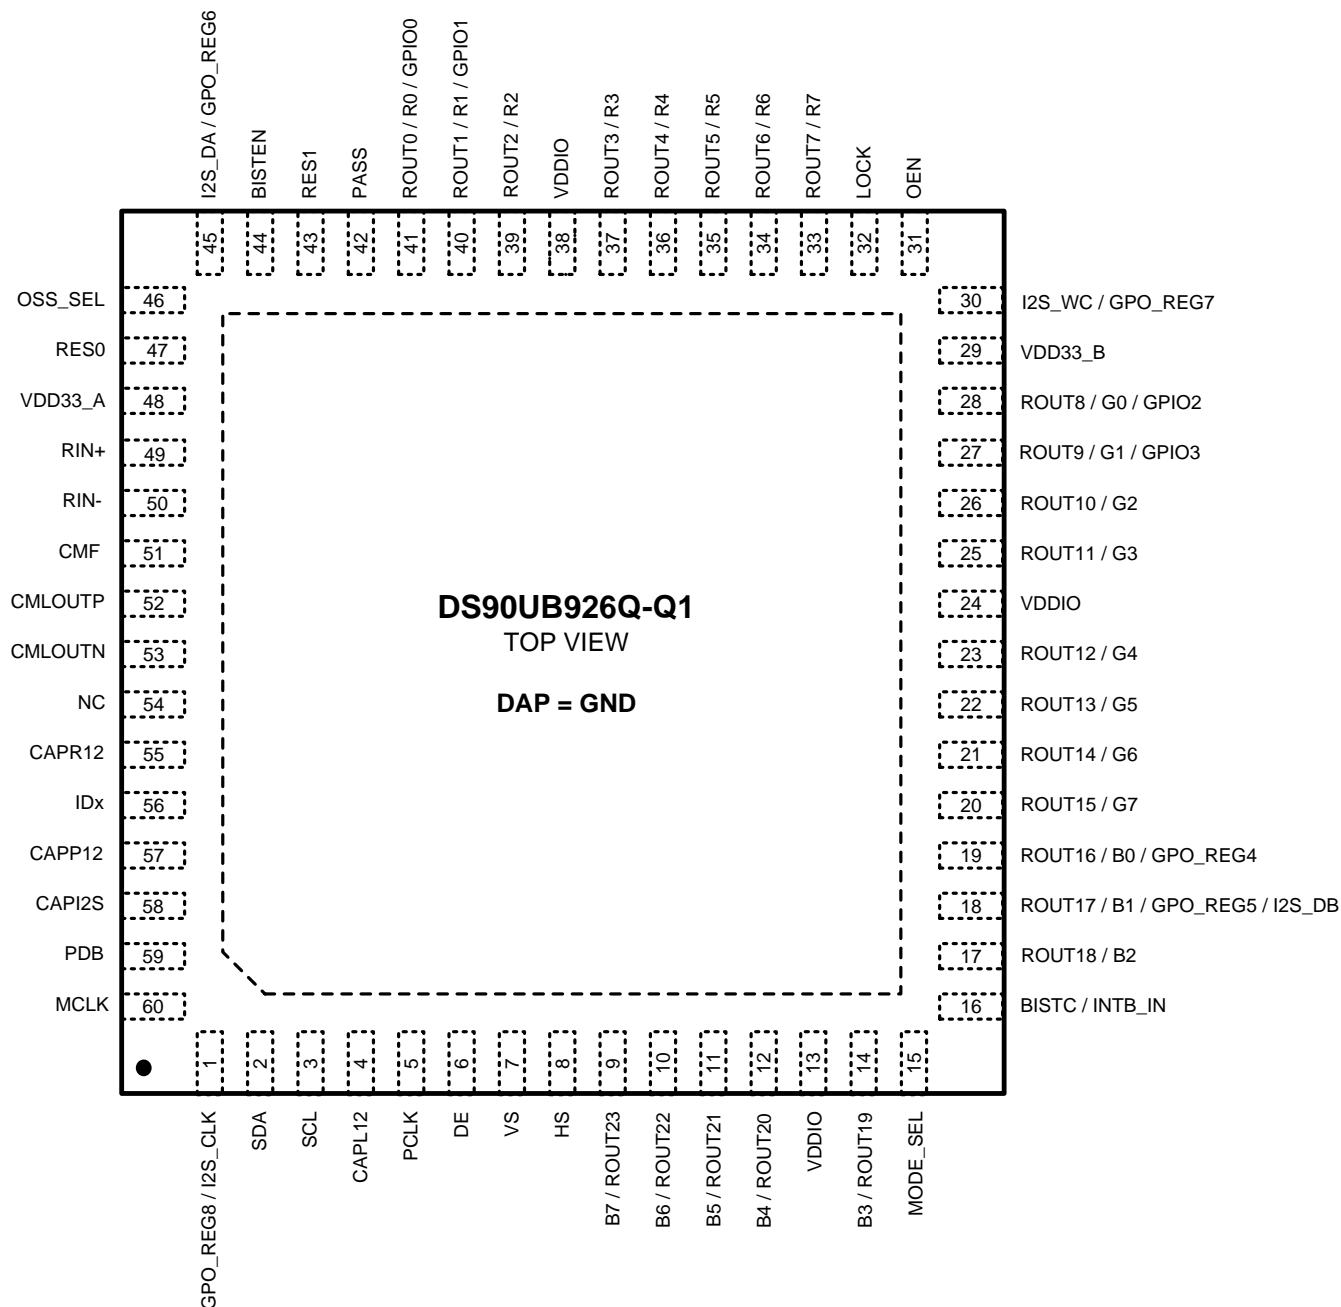 I2S_DA / GPO_REG6
BISTEN
RES1
PASS
ROUT0 / R0 / GPIO0
ROUT1 / R1 / GPIO1
ROUT2 / R2
VDDIO
ROUT3 / R3
ROUT4 / R4
ROUT5 / R5
ROUT6 / R6
ROUT7 / R7
LOCK
OEN
45
44
43
42
41
40
39
38
37
36
35
34
33
32
31
OSS_SEL 46
RES0 47
VDD33_A 48
RIN+ 49
RIN- 50
CMF 51
CMLOUTP 52
CMLOUTN 53
NC 54
CAPR12 55
IDx 56
CAPP12 57
CAPI2S 58
PDB 59
MCLK 60
DS90UB926Q-Q1
TOP VIEW
DAP = GND
30 I2S_WC / GPO_REG7
29 VDD33_B
28 ROUT8 / G0 / GPIO2
27 ROUT9 / G1 / GPIO3
26 ROUT10 / G2
25 ROUT11 / G3
24 VDDIO
23 ROUT12 / G4
22 ROUT13 / G5
21 ROUT14 / G6
20 ROUT15 / G7
19 ROUT16 / B0 / GPO_REG4
18 ROUT17 / B1 / GPO_REG5 / I2S_DB
17 ROUT18 / B2
16 BISTC / INTB_IN
1
2
3
4
5
6
7
8
9
10
11
12
13
14
15
GPO_REG8 / I2S_CLK
SDA
SCL
CAPL12
PCLK
DE
VS
HS
B7 / ROUT23
B6 / ROUT22
B5 / ROUT21
B4 / ROUT20
VDDIO
B3 / ROUT19
MODE_SEL